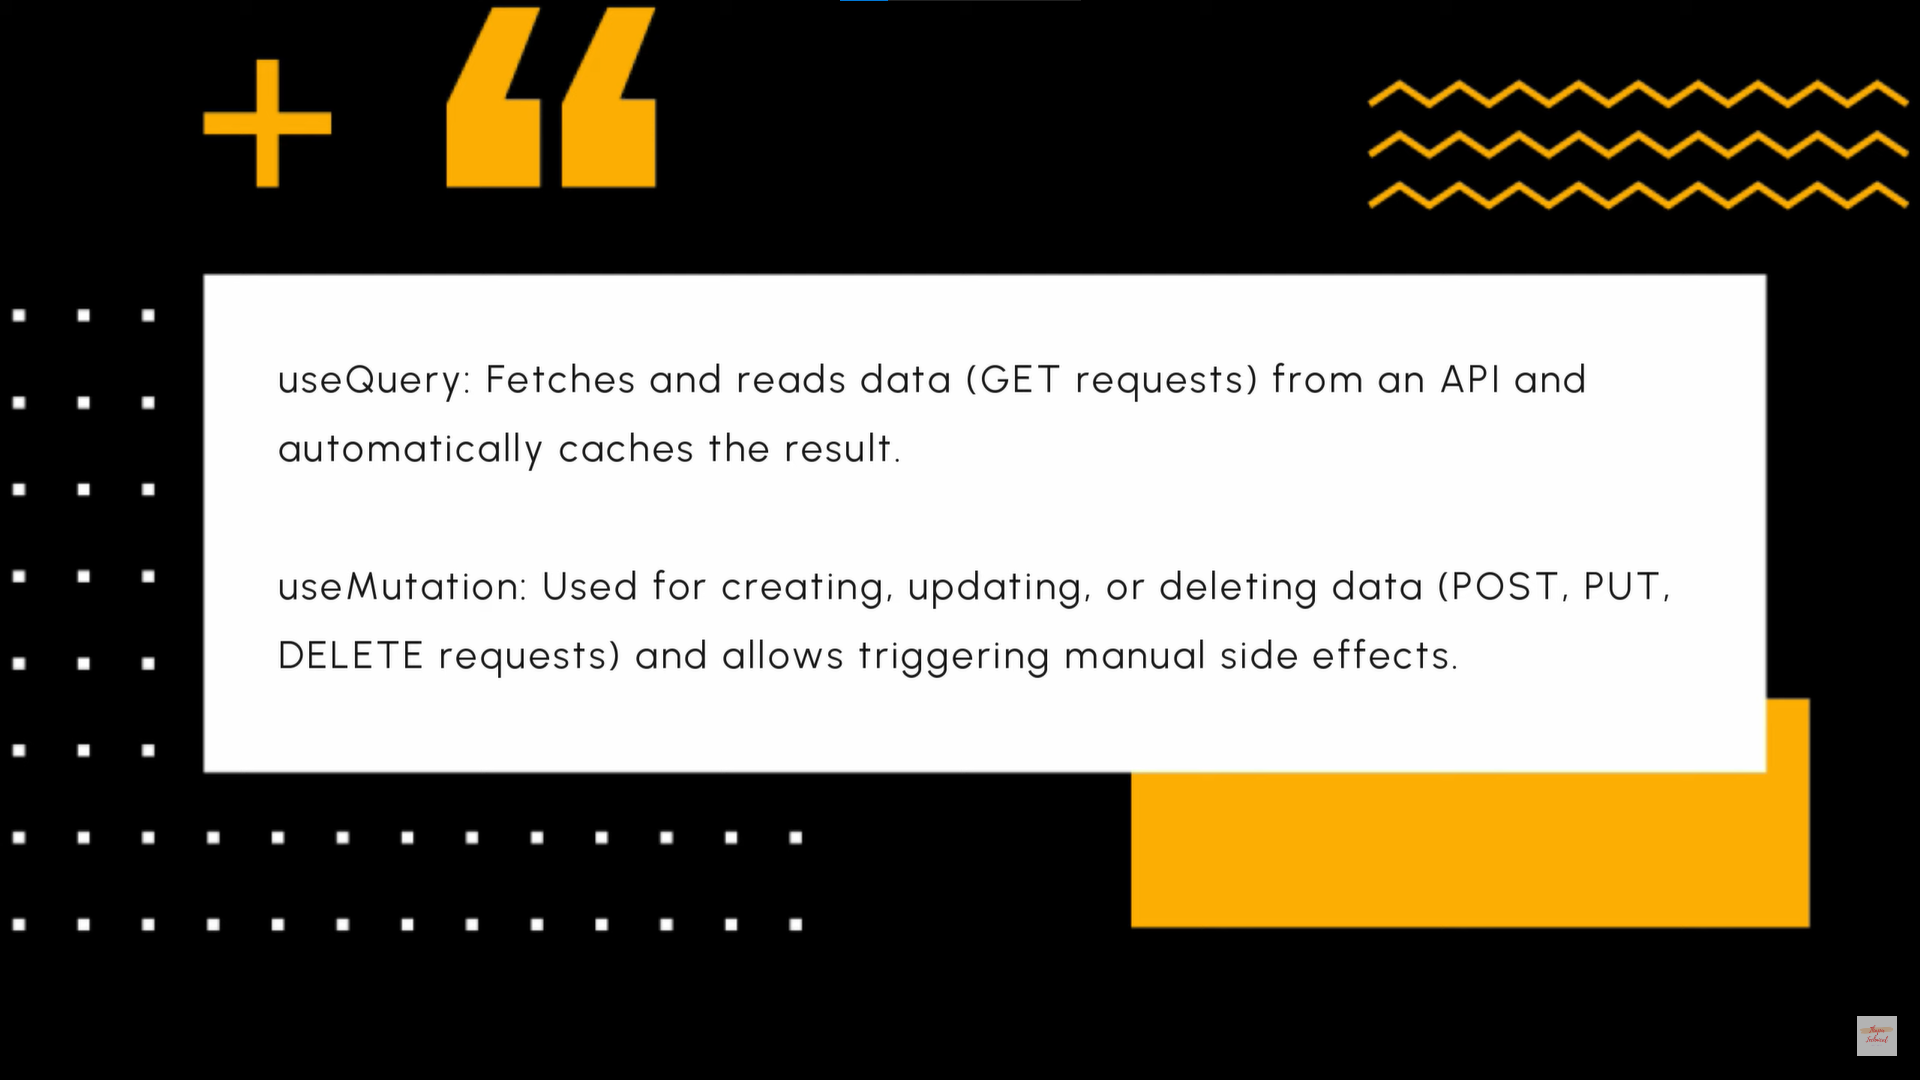 useQuery: Fetches and reads data (GET requests) from an API and
automatically caches the result.
useMutation: Used for creating, updating, or deleting data (POST, PUT,
DELETE requests) and allows triggering manual side effects.